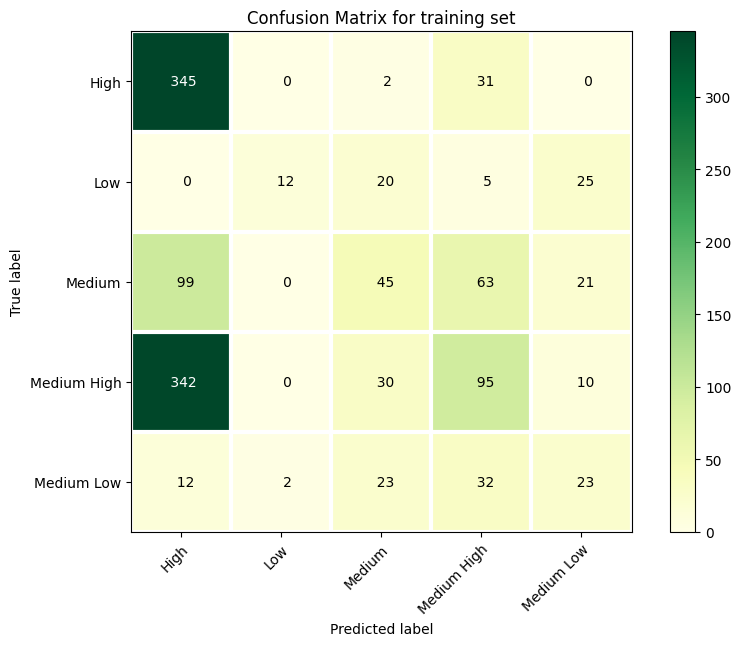 Confusion Matrix for training set
High 345 0 2 31 0
Low 0 12 20 5 25
Medium 99 0 45 63 21
Medium High 342 0 30 95 10
Medium Low 12 2 23 32 23
High Low Medium Medium High Medium Low
Predicted label
True label
300
250
200
150
100
50
0